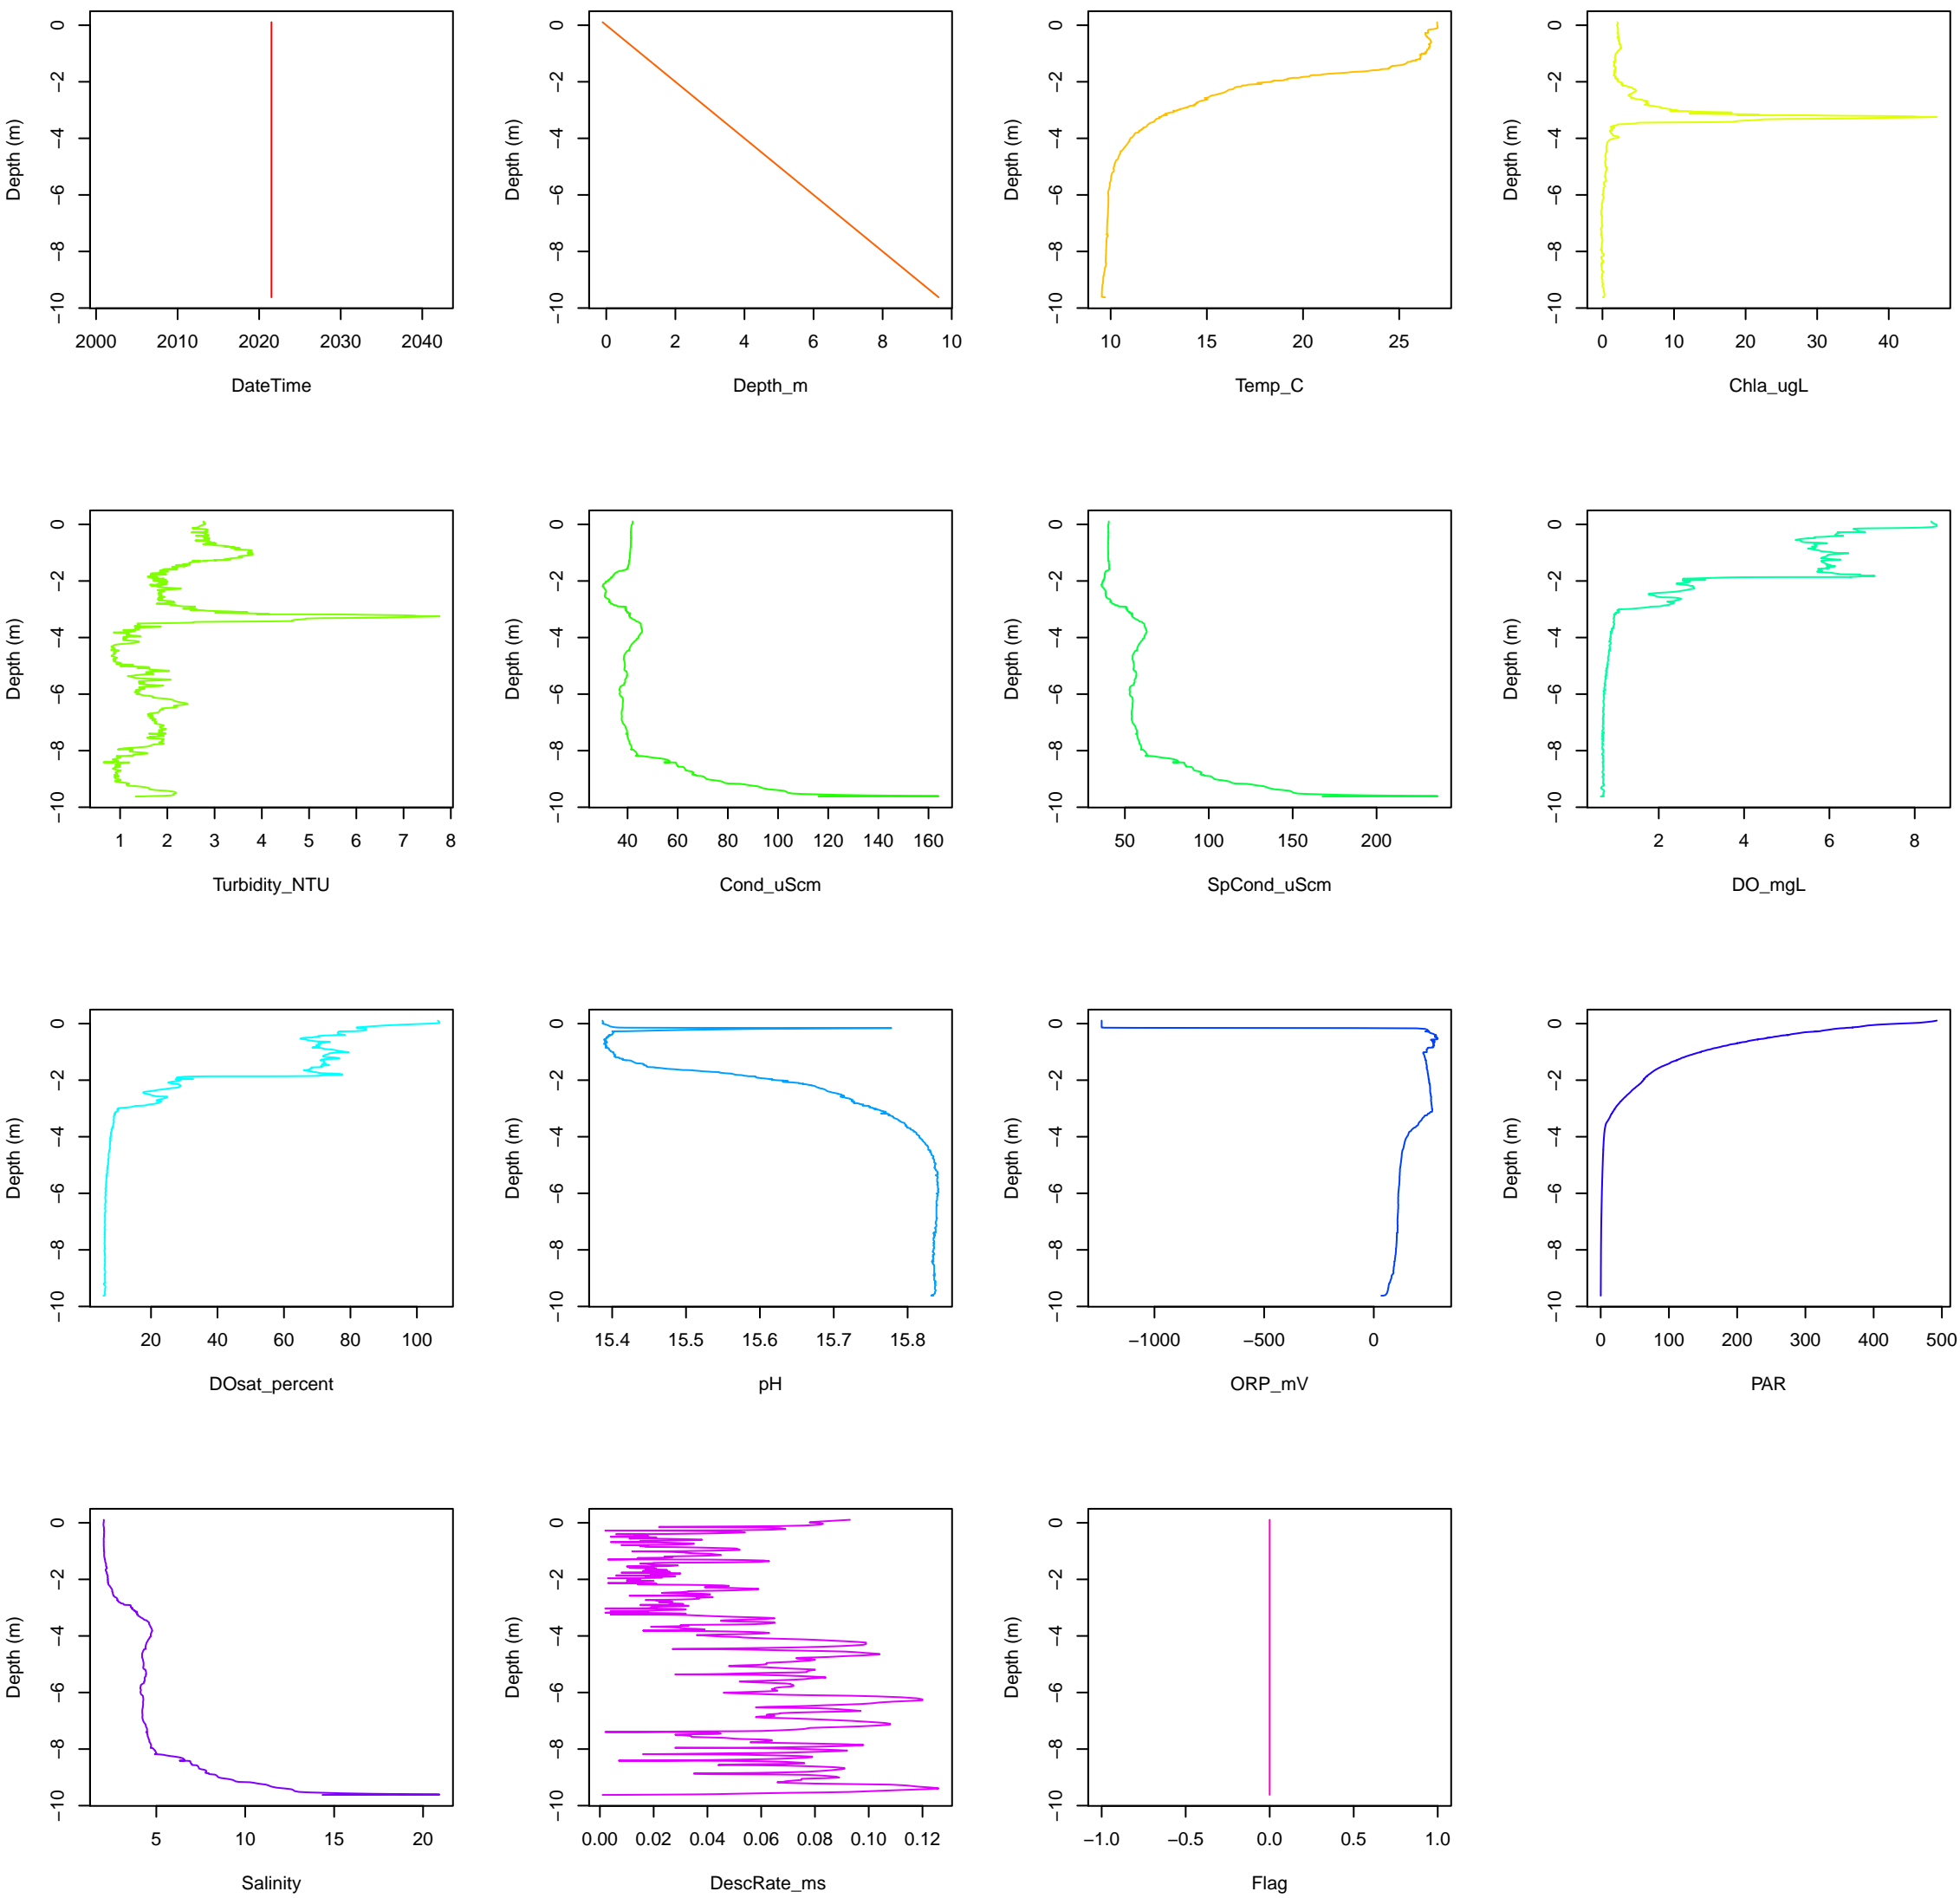 0 −2 −4 −6 −8 −10
Depth (m)
2000 2010 2020 2030 2040
DateTime
0 −2 −4 −6 −8 −10
Depth (m)
0 2 4 6 8 10
Depth_m
0 −2 −4 −6 −8 −10
Depth (m)
10 15 20 25
Temp_C
0 −2 −4 −6 −8 −10
Depth (m)
0 10 20 30 40
Chla_ugL
0 −2 −4 −6 −8 −10
Depth (m)
1 2 3 4 5 6 7 8
Turbidity_NTU
0 −2 −4 −6 −8 −10
Depth (m)
40 60 80 100 120 140 160
Cond_uScm
0 −2 −4 −6 −8 −10
Depth (m)
50 100 150 200
SpCond_uScm
0 −2 −4 −6 −8 −10
Depth (m)
2 4 6 8
DO_mgL
0 −2 −4 −6 −8 −10
Depth (m)
20 40 60 80 100
DOsat_percent
0 −2 −4 −6 −8 −10
Depth (m)
15.4 15.5 15.6 15.7 15.8
pH
0 −2 −4 −6 −8 −10
Depth (m)
−1000 −500 0
ORP_mV
0 −2 −4 −6 −8 −10
Depth (m)
0 100 200 300 400 500
PAR
0 −2 −4 −6 −8 −10
Depth (m)
5 10 15 20
Salinity
0 −2 −4 −6 −8 −10
Depth (m)
0.00 0.02 0.04 0.06 0.08 0.10 0.12
DescRate_ms
0 −2 −4 −6 −8 −10
Depth (m)
−1.0 −0.5 0.0 0.5 1.0
Flag